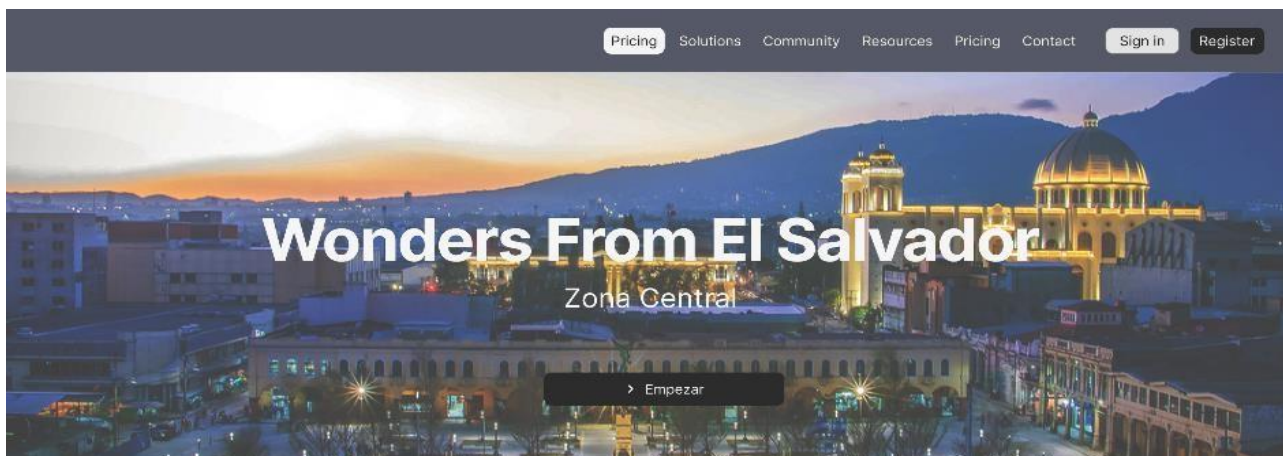 Pricing Solutions Community Resources Pricing Contact Sign in Register
Wonders From El Salvador
Zona Central
> Empezar